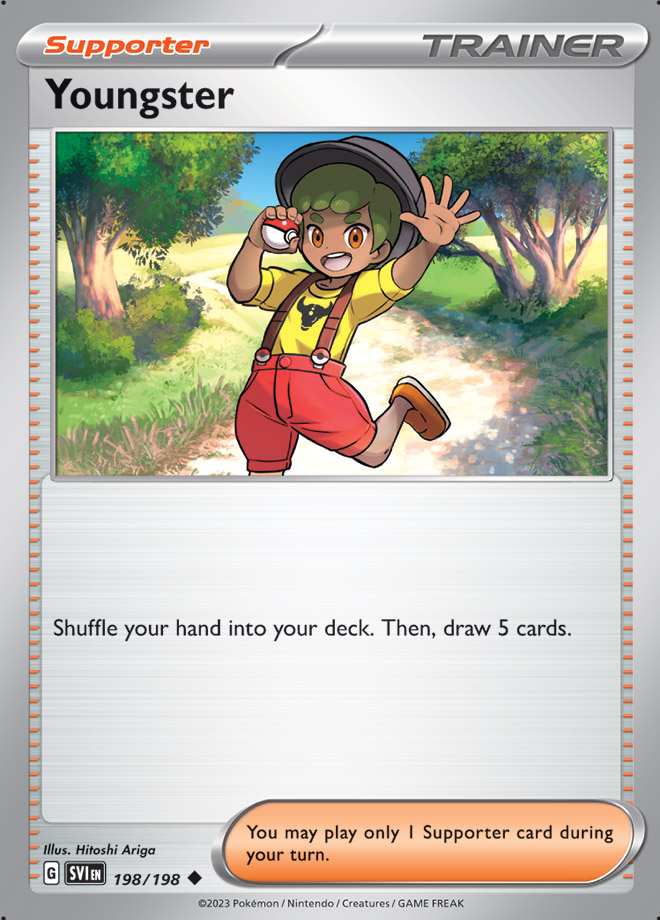 Supporter
TRAINER
Youngster
Shuffle your hand into your deck. Then, draw 5 cards.
You may play only 1 Supporter card during
your turn.
Illus. Hitoshi Ariga
G SVI EN 198/198
©2023 Pokémon / Nintendo / Creatures / GAME FREAK